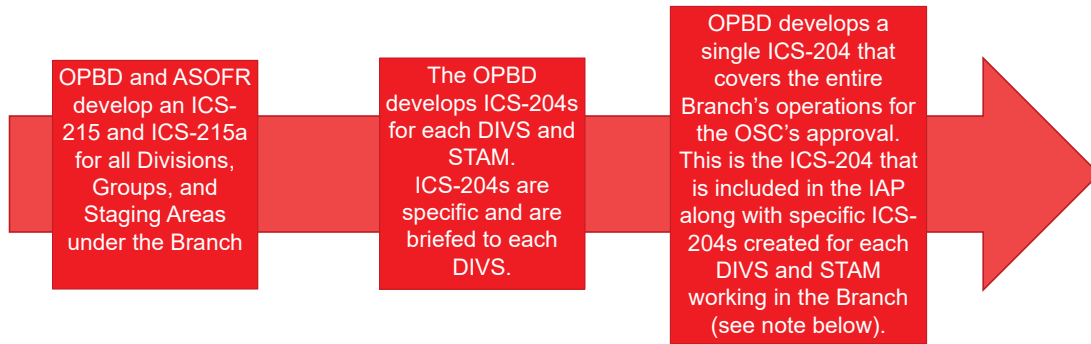 OPBD and ASOFR
develop an ICS-
215 and ICS-215a
for all Divisions,
Groups, and
Staging Areas
under the Branch
The OPBD
develops ICS-204s
for each DIVS and
STAM.
ICS-204s are
specific and are
briefed to each
DIVS.
OPBD develops a
single ICS-204 that
covers the entire
Branch’s operations for
the OSC’s approval.
This is the ICS-204 that
is included in the IAP
along with specific ICS-
204s created for each
DIVS and STAM
working in the Branch
(see note below).